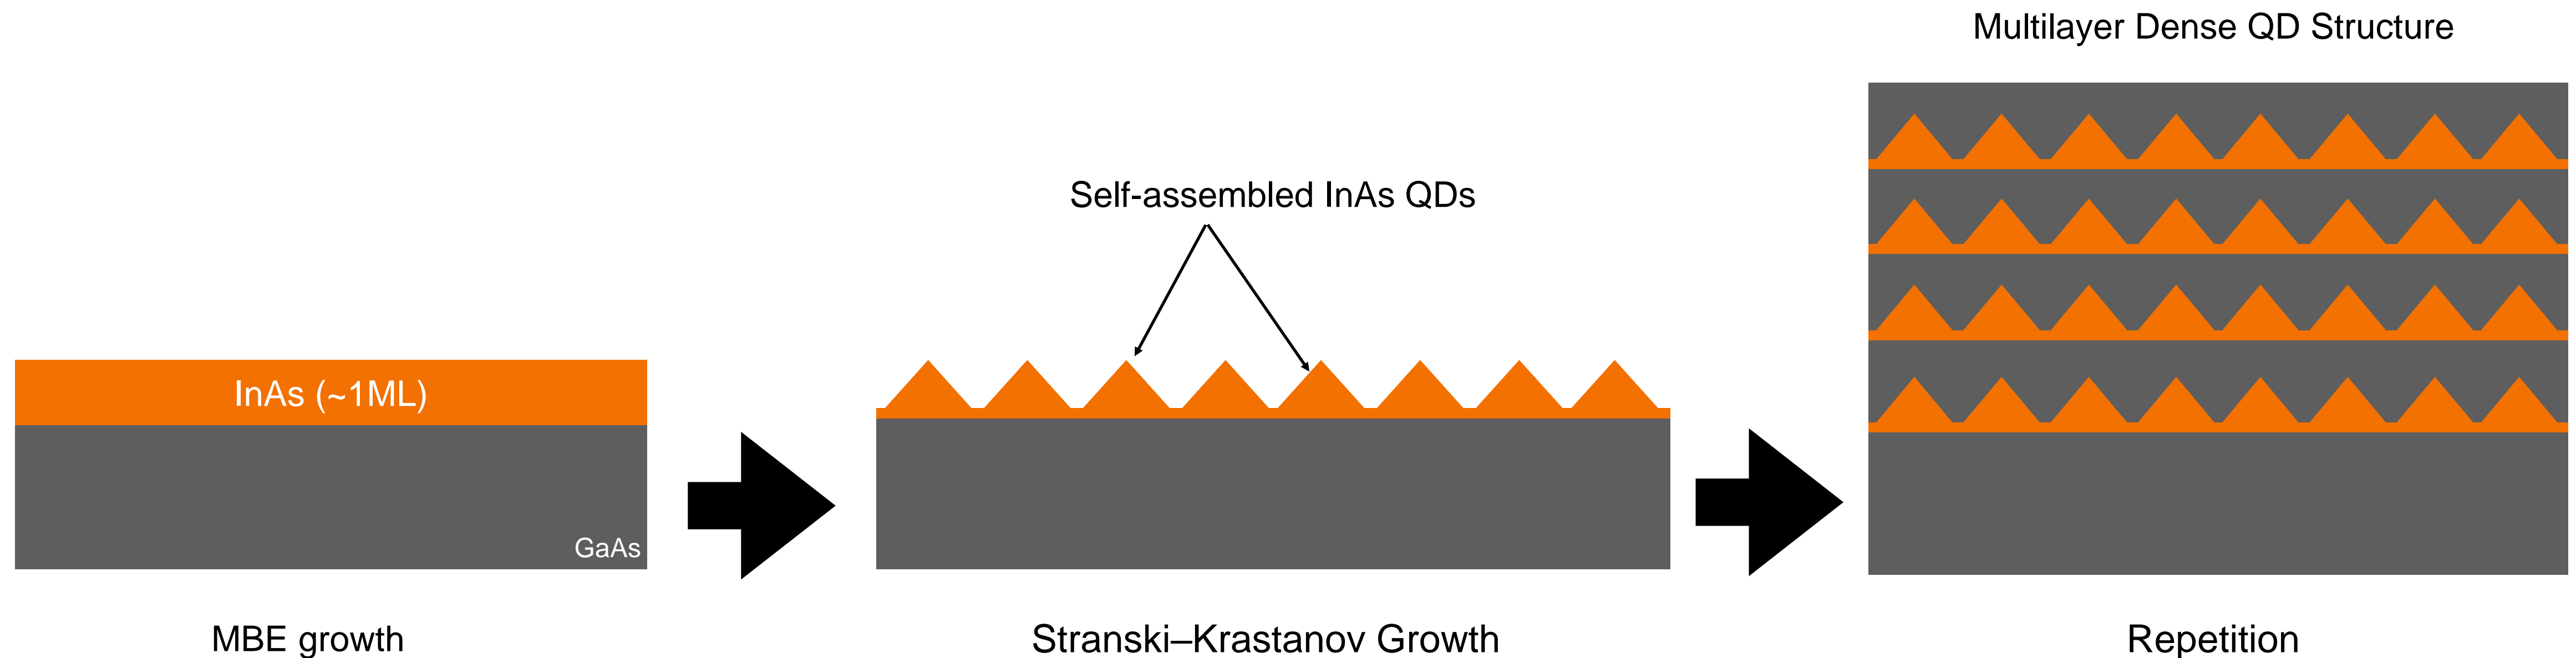 Multilayer Dense QD Structure
Self-assembled InAs QDs
InAs (~1ML)
GaAs
MBE growth
Stranski–Krastanov Growth
Repetition